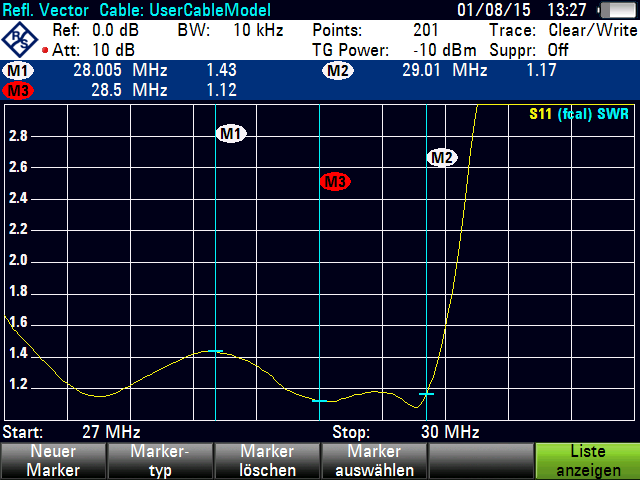 Refl. Vector Cable: UserCableModel 01/08/15 13:27
R S
Ref: 0.0 dB BW: 10 kHz Points: 201 Trace: Clear/Write
Att: 10 dB TG Power: -10 dBm Suppr: Off
M1 28.005 MHz 1.43 M2 29.01 MHz 1.17
M3 28.5 MHz 1.12
S11 (fcal) SWR
2.8
M1
M2
2.6
M3
2.4
2.2
2.0
1.8
1.6
1.4
1.2
Start: 27 MHz Stop: 30 MHz
Neuer Marker- Marker Marker Liste
Marker typ löschen auswählen anzeigen